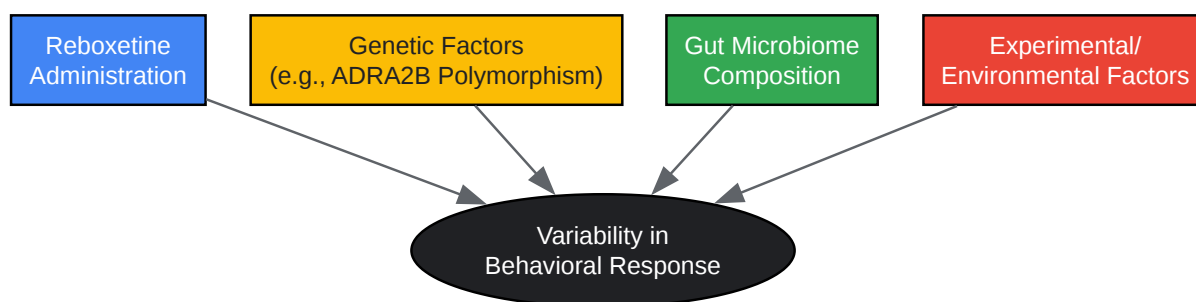 Reboxetine
Administration
Genetic Factors
(e.g., ADRA2B Polymorphism)
Gut Microbiome
Composition
Experimental/
Environmental Factors
Variability in
Behavioral Response